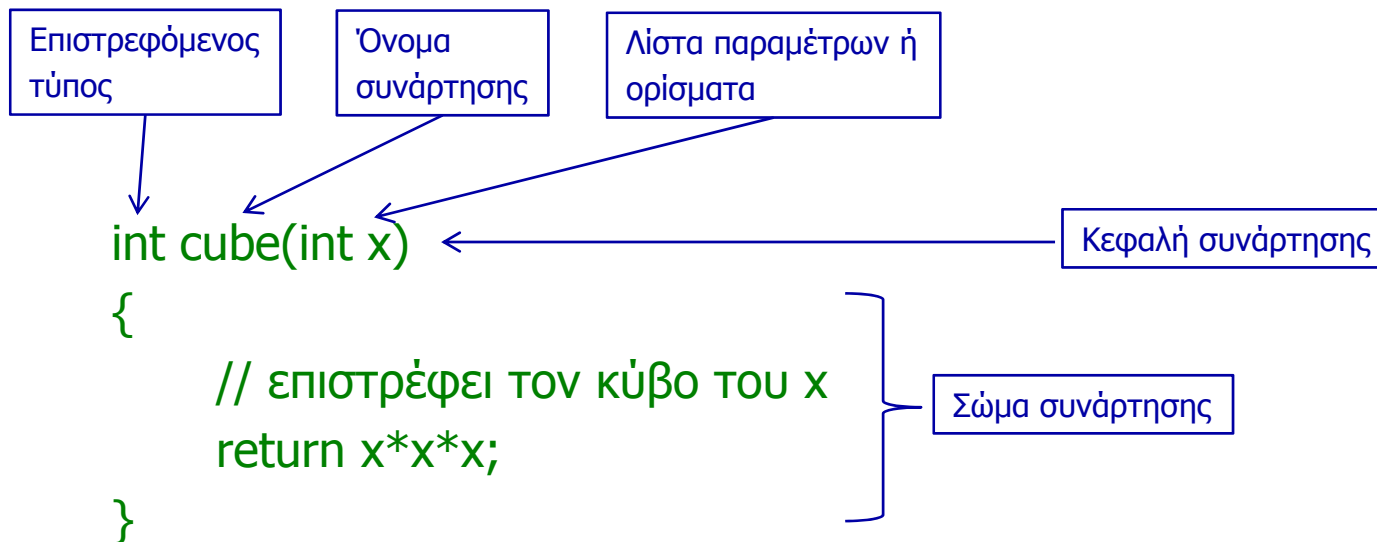 Επιστρεφόμενος
τύπος
Όνομα
συνάρτησης
Λίστα παραμέτρων ή
ορίσματα
int cube(int x)
Κεφαλή συνάρτησης
{
// επιστρέφει τον κύβο του x
return x*x*x;
}
Σώμα συνάρτησης